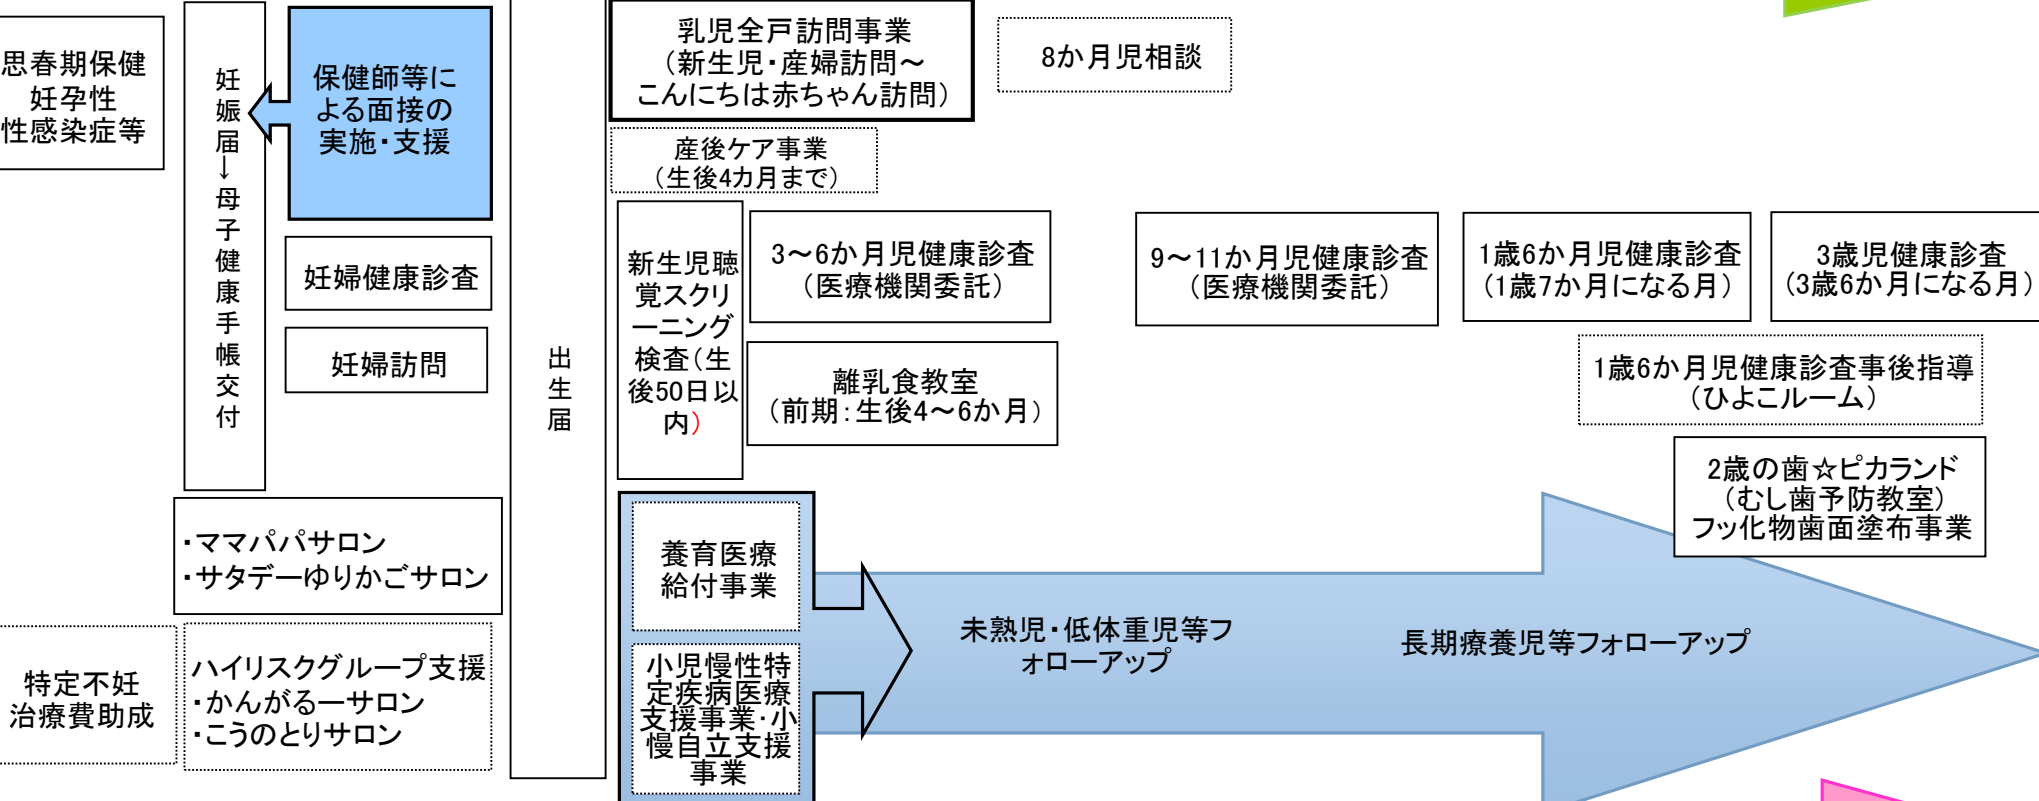 思春期保健
妊孕性
性感染症等
妊娠届→母子健康手帳交付
保健師等に
よる面接の
実施・支援
妊婦健康診査
妊婦訪問
・ママパパサロン
・サタデーゆりかごサロン
特定不妊
治療費助成
ハイリスクグループ支援
・かんがるーサロン
・こうのとりサロン
出生届
乳児全戸訪問事業
（新生児・産婦訪問～
こんにちは赤ちゃん訪問）
8か月児相談
産後ケア事業
（生後4カ月まで）
新生児聴
覚スクリ
ーニング
検査（生
後50日以
内）
3～6か月児健康診査
（医療機関委託）
9～11か月児健康診査
（医療機関委託）
1歳6か月児健康診査
（1歳7か月になる月）
3歳児健康診査
（3歳6か月になる月）
離乳食教室
（前期：生後4～6か月）
1歳6か月児健康診査事後指導
（ひよこルーム）
2歳の歯☆ピカランド
（むし歯予防教室）
フッ化物歯面塗布事業
養育医療
給付事業
小児慢性特
定疾病医療
支援事業・小
慢自立支援
事業
未熟児・低体重児等フ
ォローアップ
長期療養児等フォローアップ